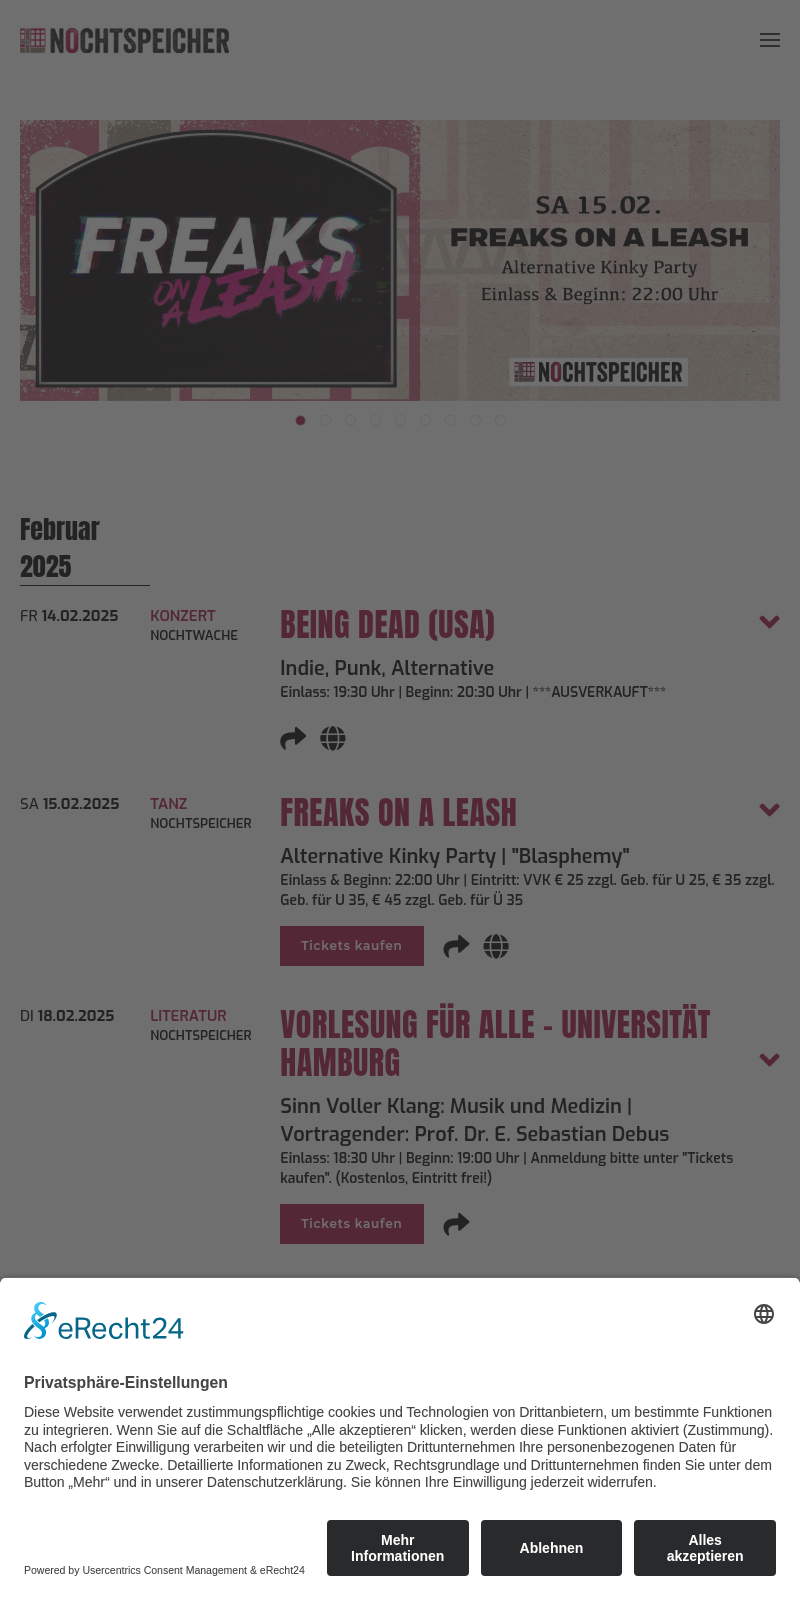 NOCHTSPEICHER
FREAKS
ON A LEASH
SA 15.02.
FREAKS ON A LEASH
Alternative Kinky Party
Einlass & Beginn: 22:00 Uhr
NOCHTSPEICHER
Februar
2025
FR 14.02.2025
KONZERT
NOCHTWACHE
BEING DEAD (USA)
Indie, Punk, Alternative
Einlass: 19:30 Uhr | Beginn: 20:30 Uhr | ***AUSVERKAUFT***
SA 15.02.2025
TANZ
NOCHTSPEICHER
FREAKS ON A LEASH
Alternative Kinky Party | "Blasphemy"
Einlass & Beginn: 22:00 Uhr | Eintritt: VVK € 25 zzgl. Geb. für U 25, € 35 zzgl.
Geb. für U 35, € 45 zzgl. Geb. für Ü 35
Tickets kaufen
DI 18.02.2025
LITERATUR
NOCHTSPEICHER
VORLESUNG FÜR ALLE - UNIVERSITÄT
HAMBURG
Sinn Voller Klang: Musik und Medizin |
Vortragender: Prof. Dr. E. Sebastian Debus
Einlass: 18:30 Uhr | Beginn: 19:00 Uhr | Anmeldung bitte unter "Tickets
kaufen". (Kostenlos, Eintritt frei!)
Tickets kaufen
eRecht24
Privatsphäre-Einstellungen
Diese Website verwendet zustimmungspflichtige cookies und Technologien von Drittanbietern, um bestimmte Funktionen
zu integrieren. Wenn Sie auf die Schaltfläche „Alle akzeptieren“ klicken, werden diese Funktionen aktiviert (Zustimmung).
Nach erfolgter Einwilligung verarbeiten wir und die beteiligten Drittunternehmen Ihre personenbezogenen Daten für
verschiedene Zwecke. Detaillierte Informationen zu Zweck, Rechtsgrundlage und Drittunternehmen finden Sie unter dem
Button „Mehr“ und in unserer Datenschutzerklärung. Sie können Ihre Einwilligung jederzeit widerrufen.
Mehr
Informationen
Ablehnen
Alles
akzeptieren
Powered by Usercentrics Consent Management & eRecht24